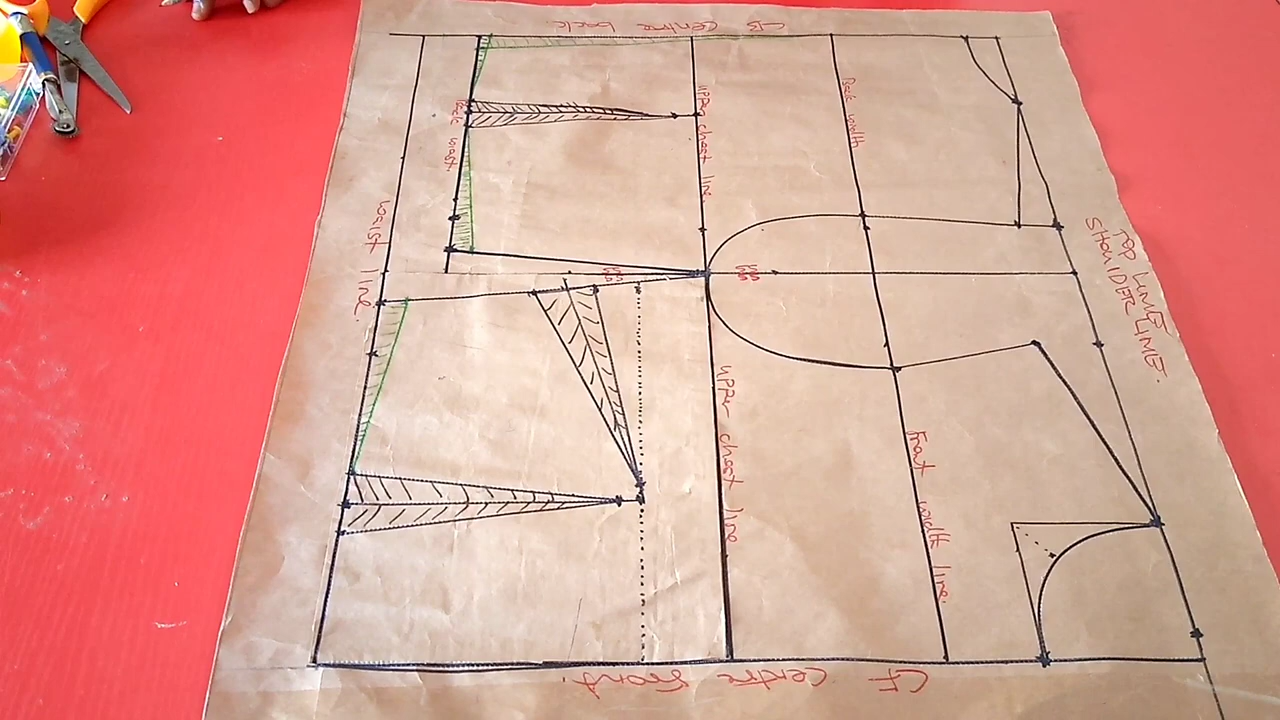 CB Centre back.
Back width
upper chest line.
Back waist.
waist line.
TOP LINE
SHOULDER LINE.
upper chest line
Front width line.
CF Centre front.